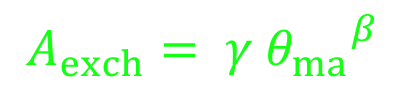 A_exch = γ θ_ma^β